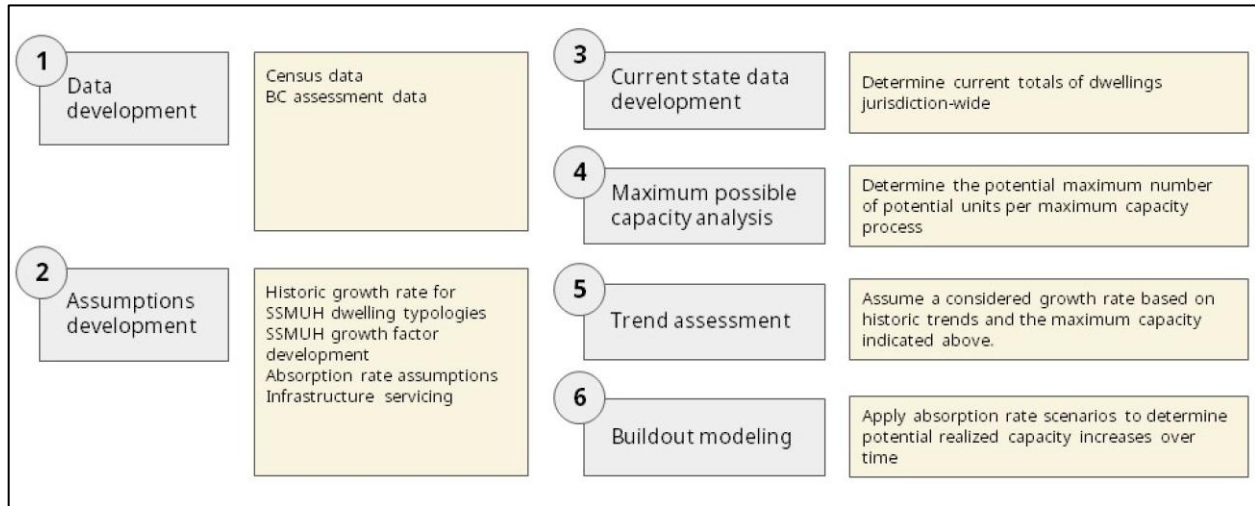 1
Data
development
Census data
BC assessment data
2
Assumptions
development
Historic growth rate for
SSMUH dwelling typologies
SSMUH growth factor
development
Absorption rate assumptions
Infrastructure servicing
3
Current state data
development
Determine current totals of dwellings
jurisdiction-wide
4
Maximum possible
capacity analysis
Determine the potential maximum number
of potential units per maximum capacity
process
5
Trend assessment
Assume a considered growth rate based on
historic trends and the maximum capacity
indicated above.
6
Buildout modeling
Apply absorption rate scenarios to determine
potential realized capacity increases over
time